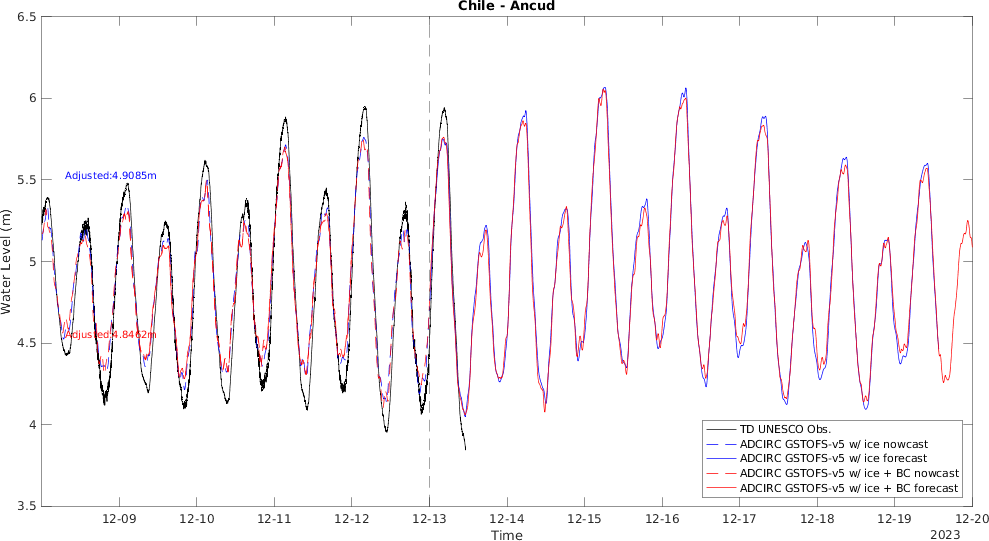 Chile - Ancud
6.5
6
5.5
5
4.5
4
3.5
Water Level (m)
Adjusted:4.9085m
Adjusted:4.8462m
TD UNESCO Obs.
ADCIRC GSTOFS-v5 w/ ice nowcast
ADCIRC GSTOFS-v5 w/ ice forecast
ADCIRC GSTOFS-v5 w/ ice + BC nowcast
ADCIRC GSTOFS-v5 w/ ice + BC forecast
12-09 12-10 12-11 12-12 12-13 12-14 12-15 12-16 12-17 12-18 12-19 12-20
Time
2023